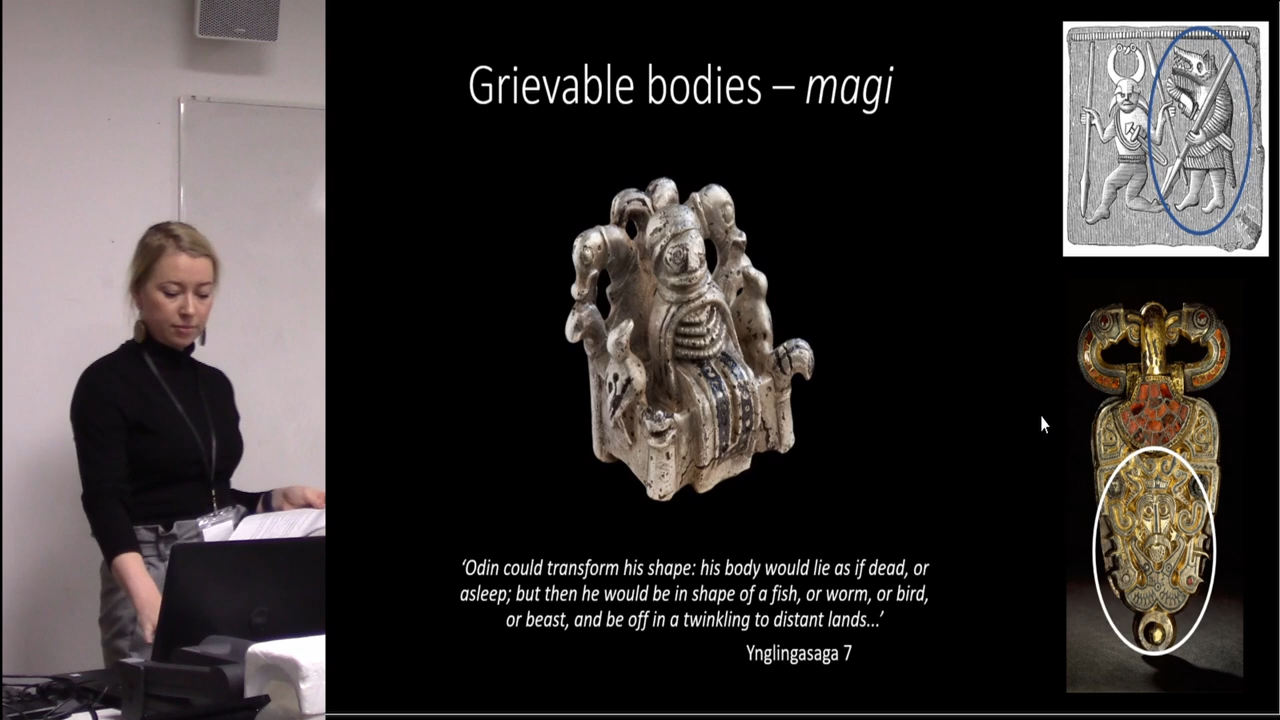 Grievable bodies – magi
‘Odin could transform his shape: his body would lie as if dead, or
asleep; but then he would be in shape of a fish, or worm, or bird,
or beast, and be off in a twinkling to distant lands...’
Ynglingasaga 7